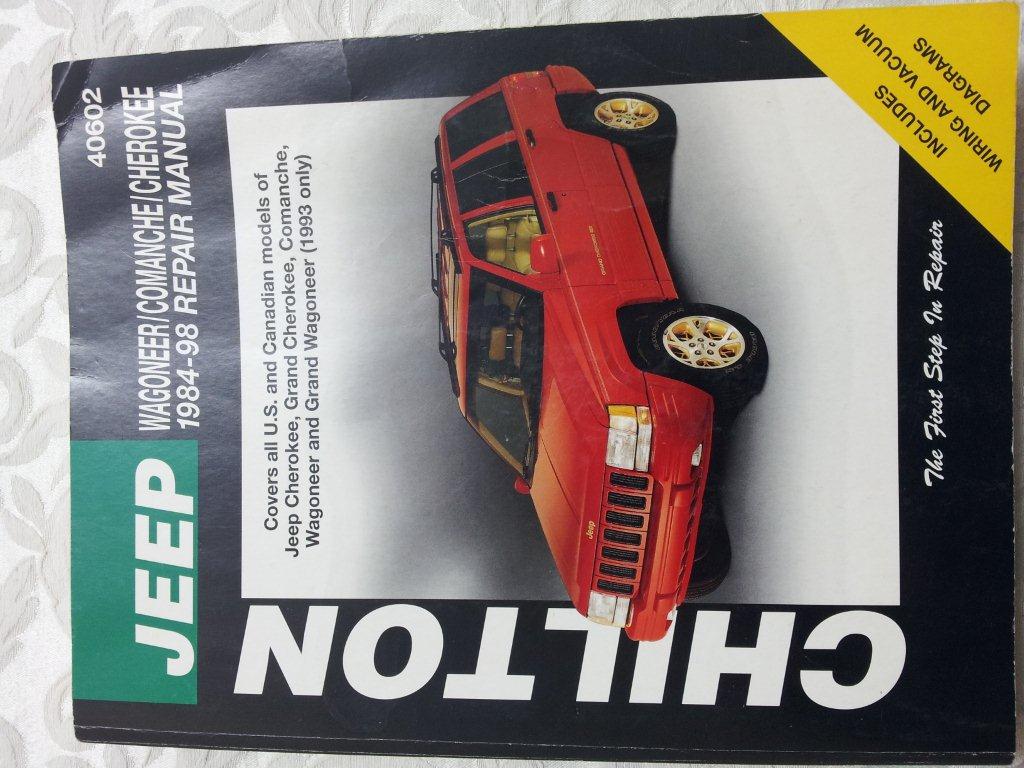 JEEP
WAGONEER/COMANCHE/CHEROKEE
1984-98 REPAIR MANUAL
40602
Covers all U.S. and Canadian models of
Jeep Cherokee, Grand Cherokee, Comanche,
Wagoneer and Grand Wagoneer (1993 only)
CHILTON
Jeep
The First Step In Repair
INCLUDES
WIRING AND VACUUM
DIAGRAMS